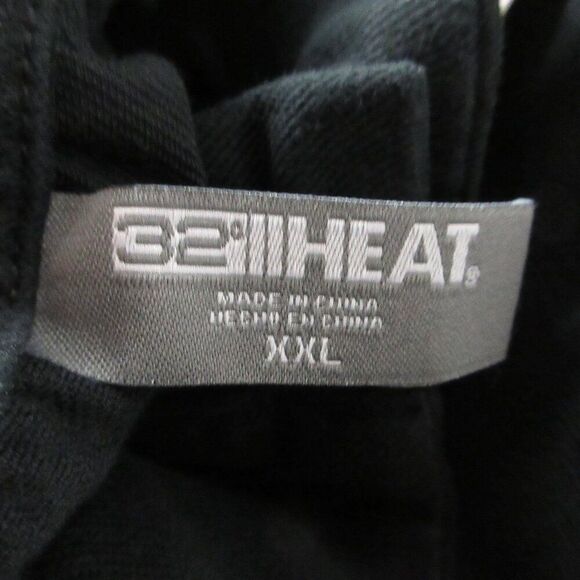 32° HEAT®
MADE IN CHINA
HECHO EN CHINA
XXL